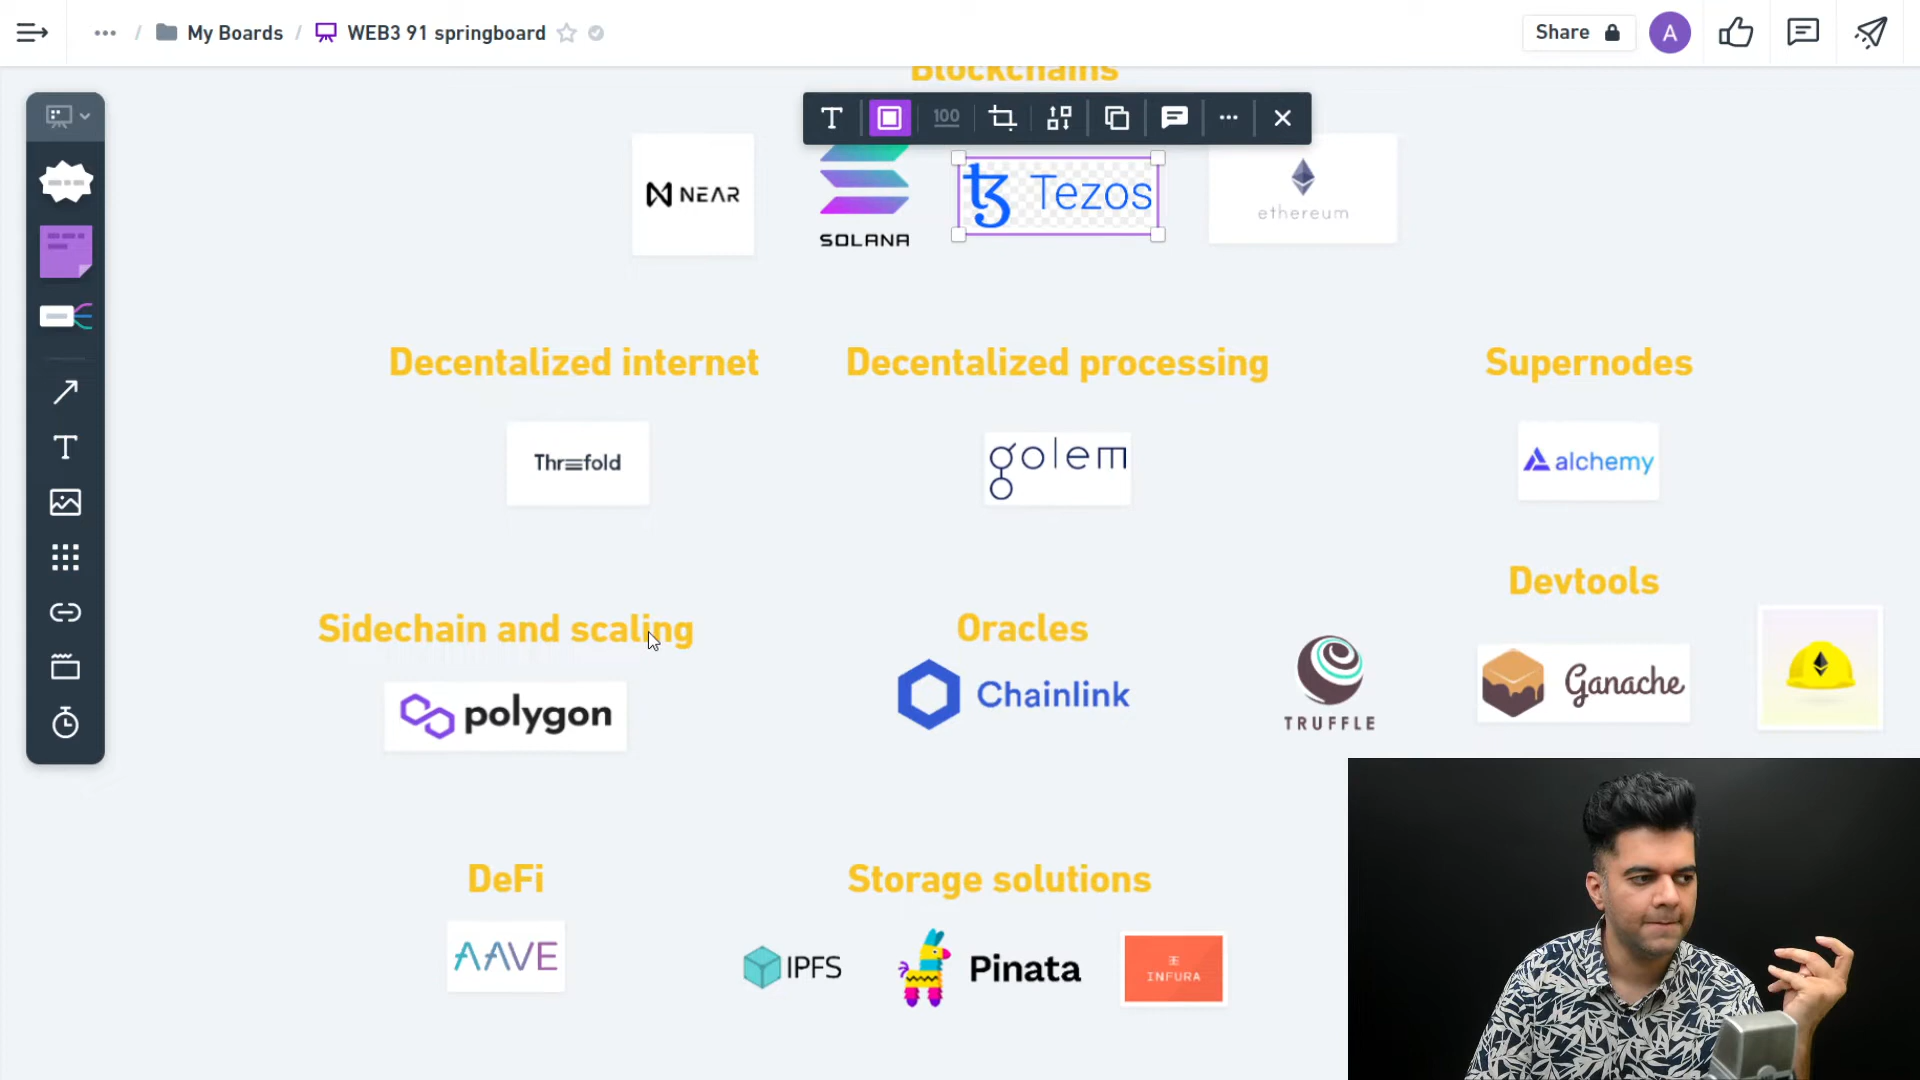 My Boards / WEB3 91 springboard
Share
A
Blockchains
100
NEAR
SOLANA
Tezos
ethereum
Decentalized internet
Decentalized processing
Supernodes
Threefold
golem
alchemy
Devtools
Sidechain and scaling
Oracles
polygon
Chainlink
TRUFFLE
Ganache
DeFi
Storage solutions
AAVE
IPFS
Pinata
INFURA